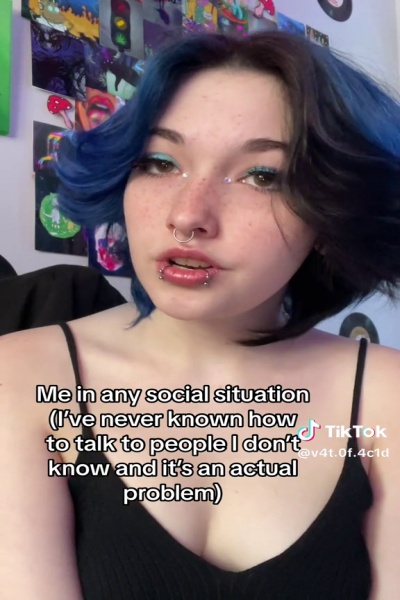 Me in any social situation
(I've never known how
to talk to people I don't
know and it's an actual
problem)
TikTok
@v4t.0f.4c1d